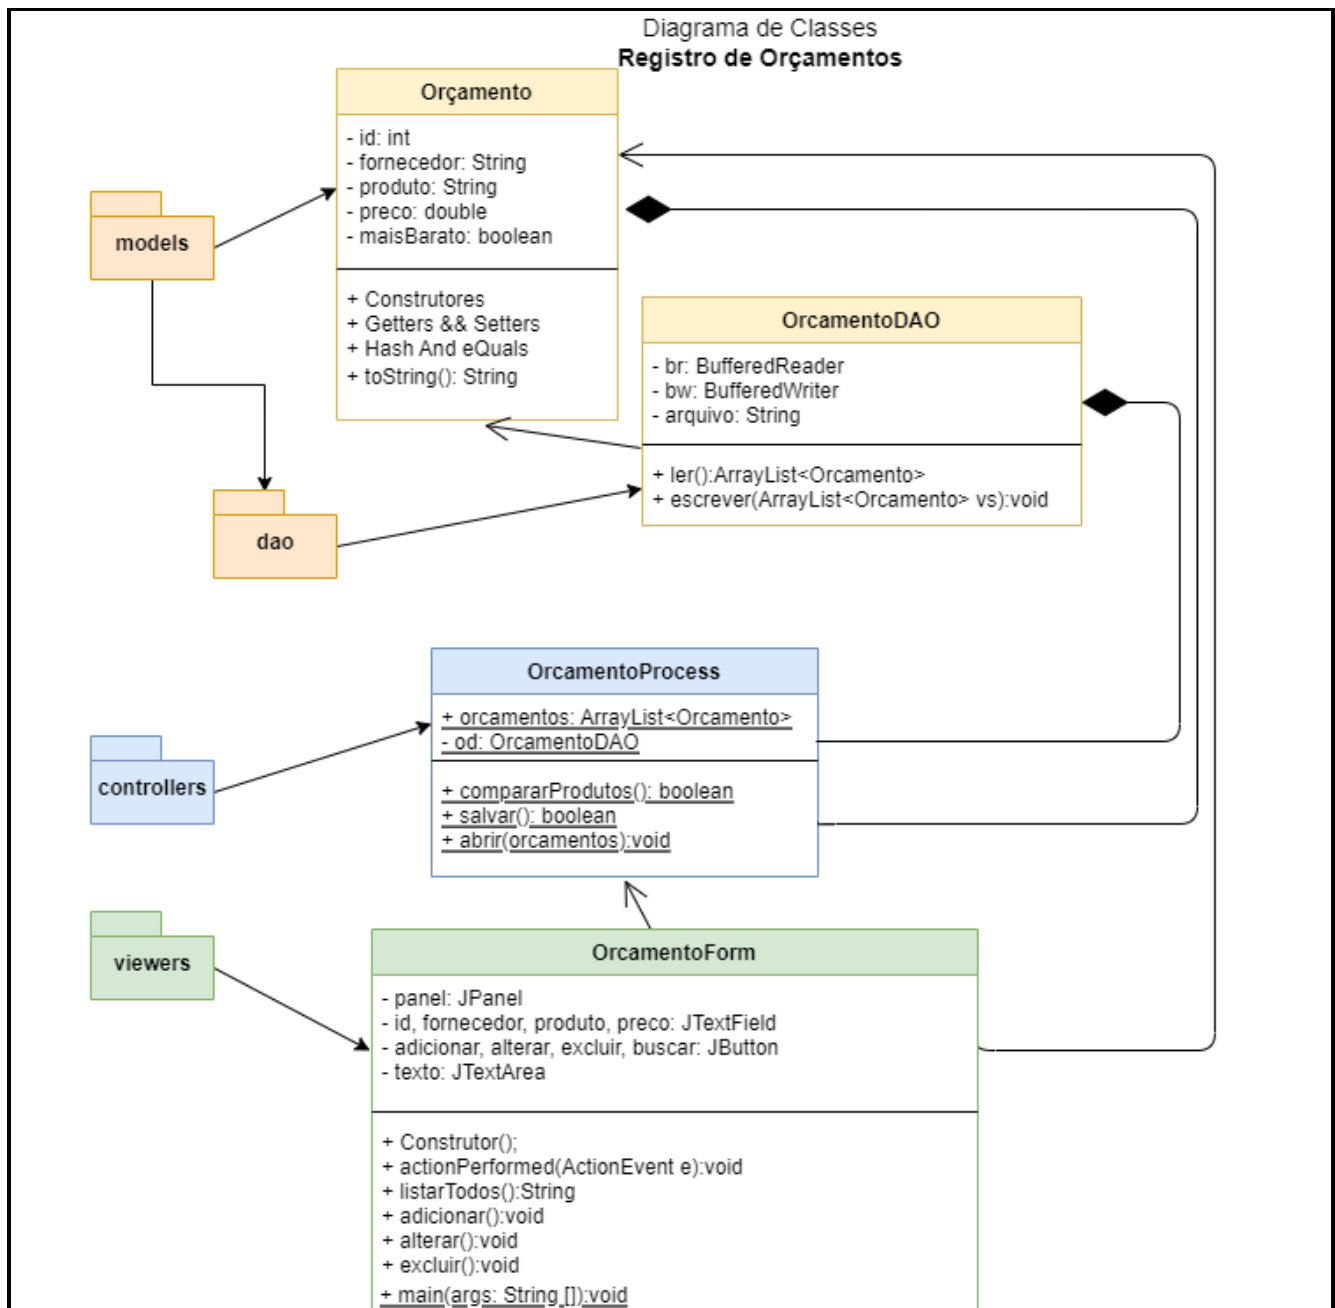 Diagrama de Classes
Registro de Orçamentos
Orçamento
- id: int
- fornecedor: String
- produto: String
- preco: double
- maisBarato: boolean
+ Construtores
+ Getters && Setters
+ Hash And eQuals
+ toString(): String
models
OrcamentoDAO
- br: BufferedReader
- bw: BufferedWriter
- arquivo: String
+ ler():ArrayList<Orcamento>
+ escrever(ArrayList<Orcamento> vs):void
dao
OrcamentoProcess
+ orcamentos: ArrayList<Orcamento>
- od: OrcamentoDAO
+ compararProdutos(): boolean
+ salvar(): boolean
+ abrir(orcamentos):void
controllers
viewers
OrcamentoForm
- panel: JPanel
- id, fornecedor, produto, preco: JTextField
- adicionar, alterar, excluir, buscar: JButton
- texto: JTextArea
+ Construtor();
+ actionPerformed(ActionEvent e):void
+ listarTodos():String
+ adicionar():void
+ alterar():void
+ excluir():void
+ main(args: String []):void